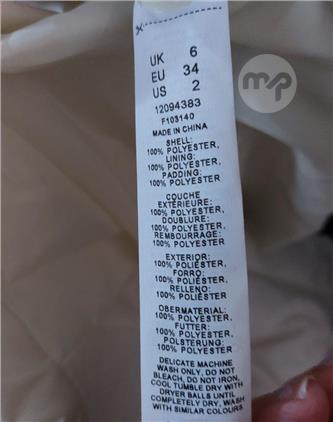 UK 6
EU 34
US 2
12094383
F103140
MADE IN CHINA
SHELL:
100% POLYESTER,
LINING:
100% POLYESTER,
PADDING:
100% POLYESTER
COUCHE
EXTÉRIEURE:
100% POLYESTER,
DOUBLURE:
100% POLYESTER,
REMBOURRAGE:
100% POLYESTER
EXTERIOR:
100% POLIÉSTER,
FORRO:
100% POLIÉSTER,
RELLENO:
100% POLIÉSTER
OBERMATERIAL:
100% POLYESTER,
FUTTER:
100% POLYESTER,
POLSTERUNG:
100% POLYESTER
DELICATE MACHINE
WASH ONLY, DO NOT
BLEACH, DO NOT IRON,
COOL TUMBLE DRY WITH
DRYER BALLS UNTIL
COMPLETELY DRY, WASH
WITH SIMILAR COLOURS
mp